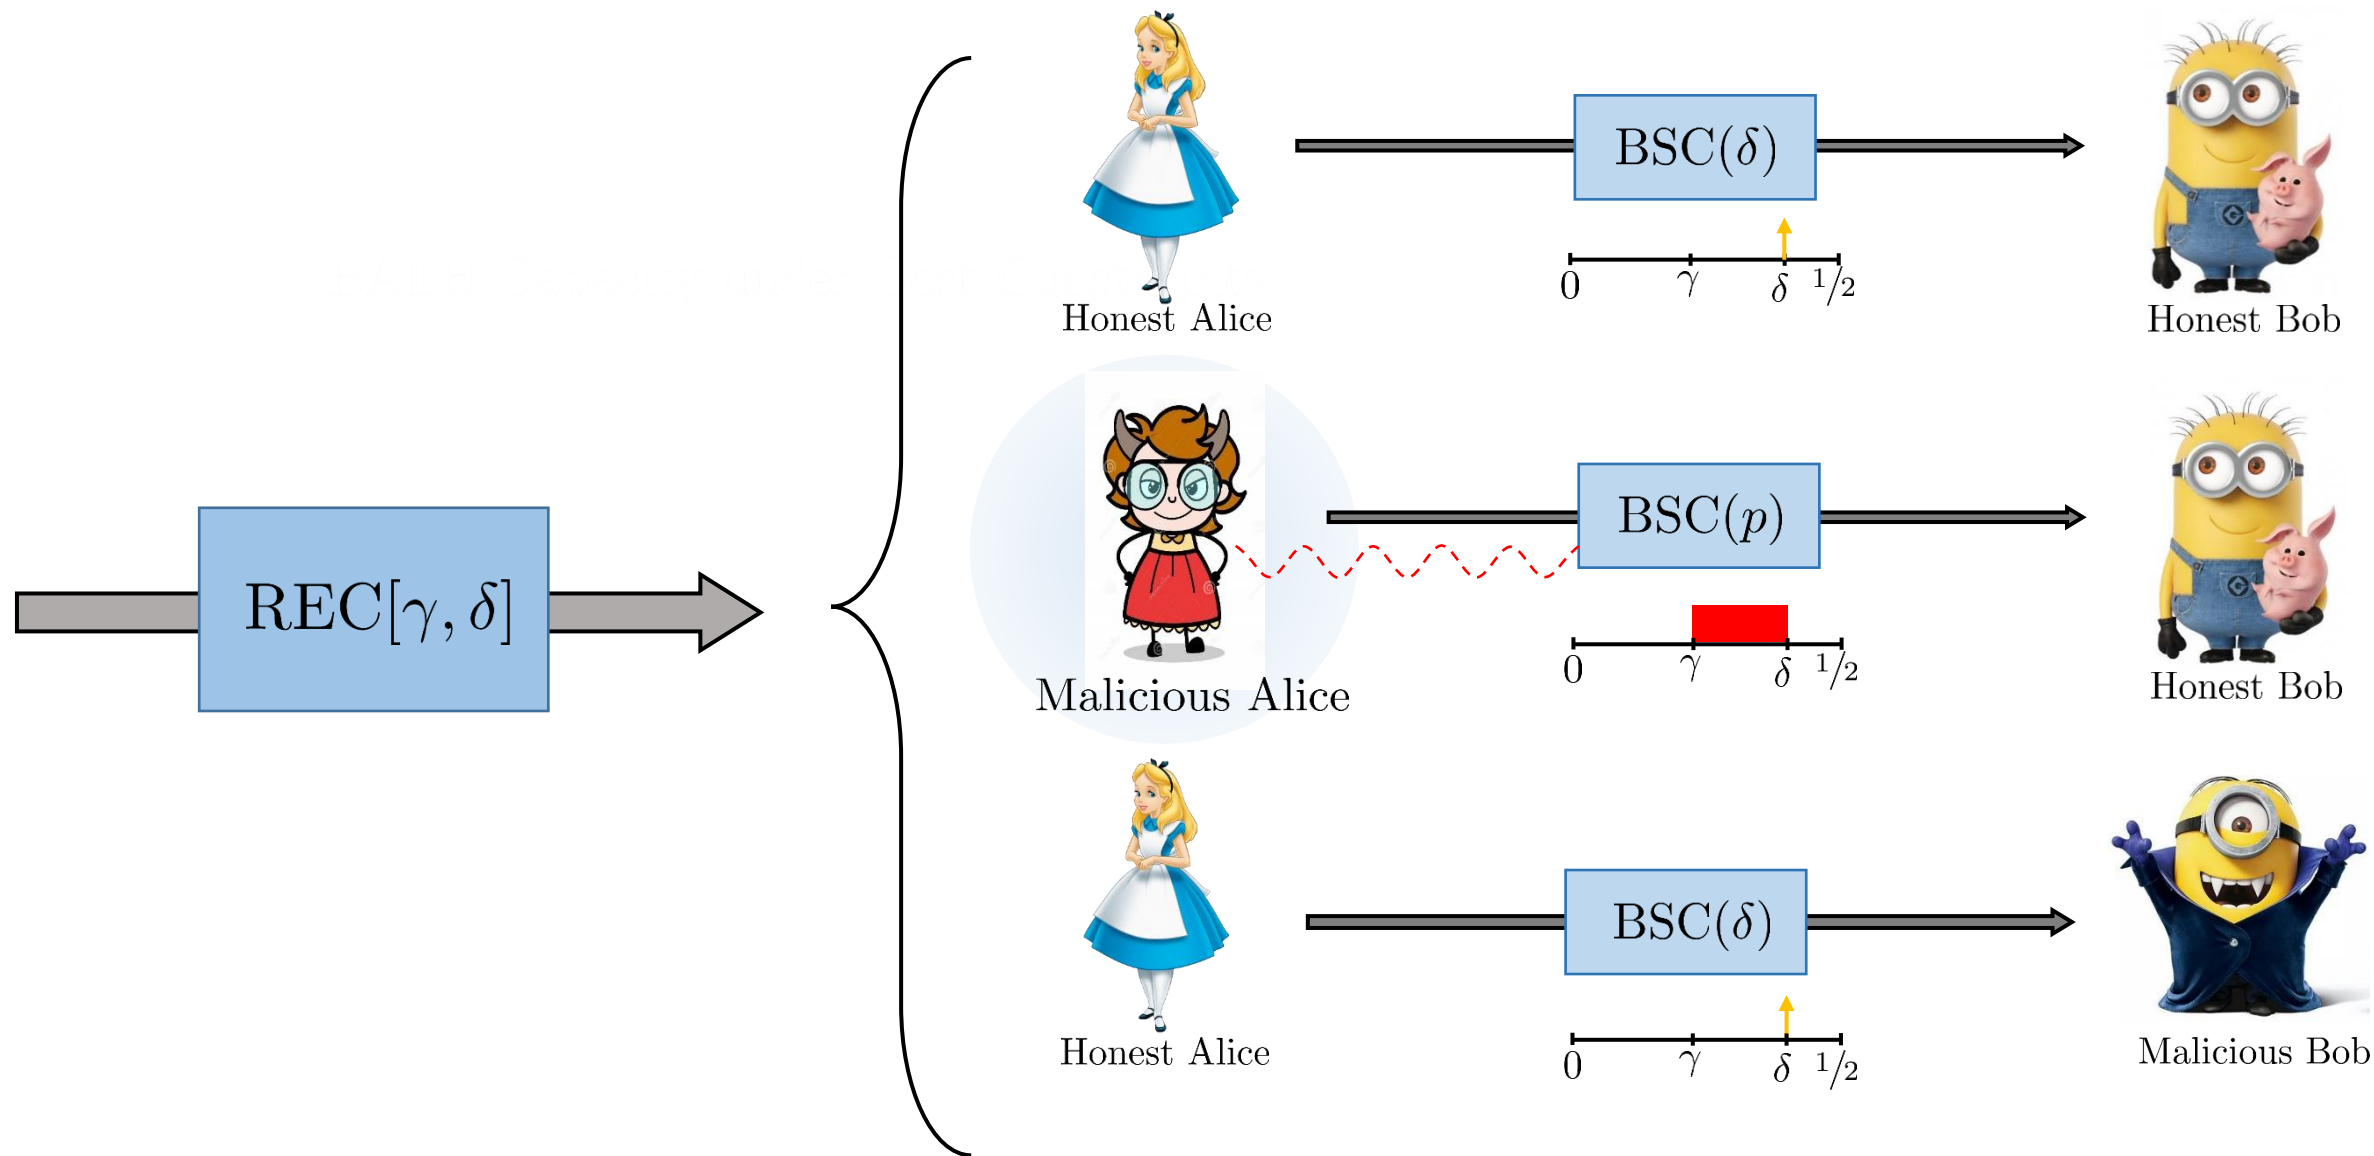 REC[γ, δ]
BSC(δ)
0 γ δ 1/2
Honest Alice
Honest Bob
BSC(p)
0 γ δ 1/2
Malicious Alice
Honest Bob
BSC(δ)
0 γ δ 1/2
Honest Alice
Malicious Bob